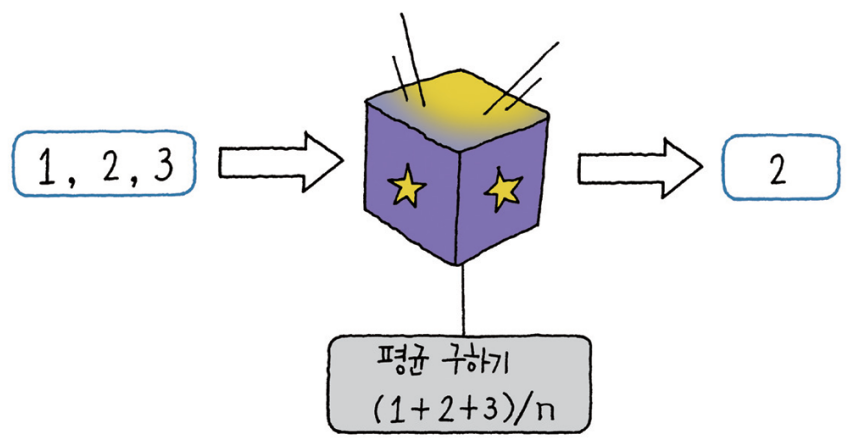 1, 2, 3
2
평균 구하기
(1+2+3)/n